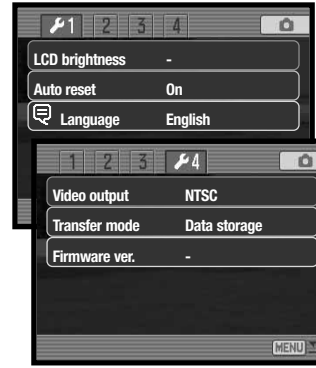 1 2 3 4
LCD brightness -
Auto reset On
Language English
1 2 3 4
Video output NTSC
Transfer mode Data storage
Firmware ver. -
MENU